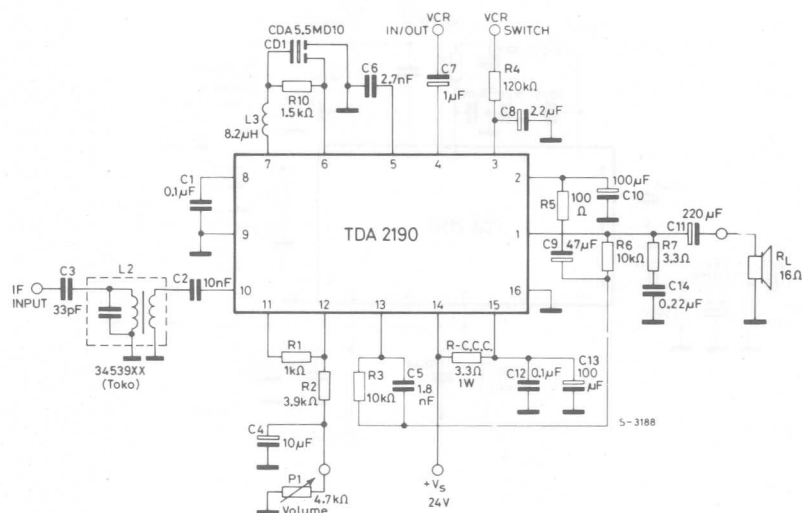 CDA5.5MD10
CD1
VCR
IN/OUT
VCR
SWITCH
C6
2.7nF
C7
1µF
R4
120kΩ
R10
1.5kΩ
L3
8.2µH
C8
2,2µF
7
6
5
4
3
C1
0.1µF
8
9
10
TDA 2190
2
1
16
R5
100
Ω
100µF
C10
C9
47µF
R6
10kΩ
R7
3.3Ω
220µF
C11
C14
0.22µF
RL
16Ω
IF
INPUT
C3
33pF
L2
C2
10nF
34539XX
(Toko)
11
12
13
14
15
R1
1kΩ
R2
3.9kΩ
R3
10kΩ
C5
1.8
nF
R-C.C.C.
3.3Ω
1W
C12
0.1µF
C13
100
µF
C4
10µF
S-3188
P1
4.7kΩ
Volume
+Vs
24V